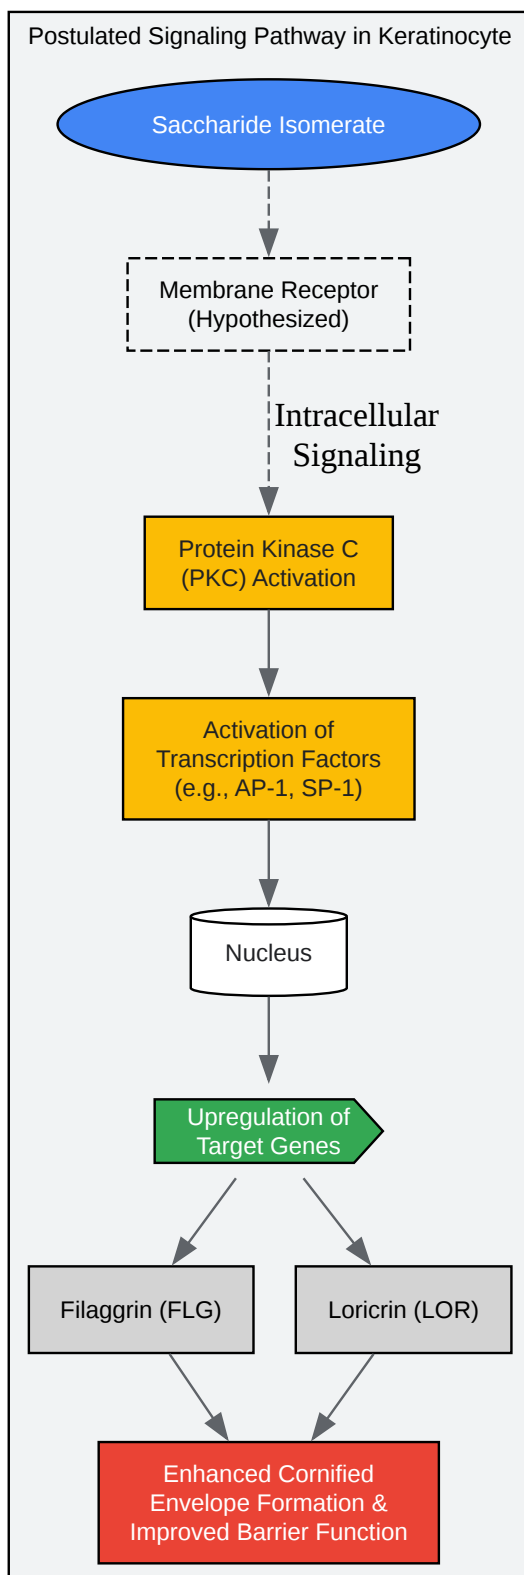 Postulated Signaling Pathway in Keratinocyte
Saccharide Isomerate
Membrane Receptor
(Hypothesized)
Intracellular
Signaling
Protein Kinase C
(PKC) Activation
Activation of
Transcription Factors
(e.g., AP-1, SP-1)
Nucleus
Upregulation of
Target Genes
Filaggrin (FLG)
Loricrin (LOR)
Enhanced Cornified
Envelope Formation &
Improved Barrier Function